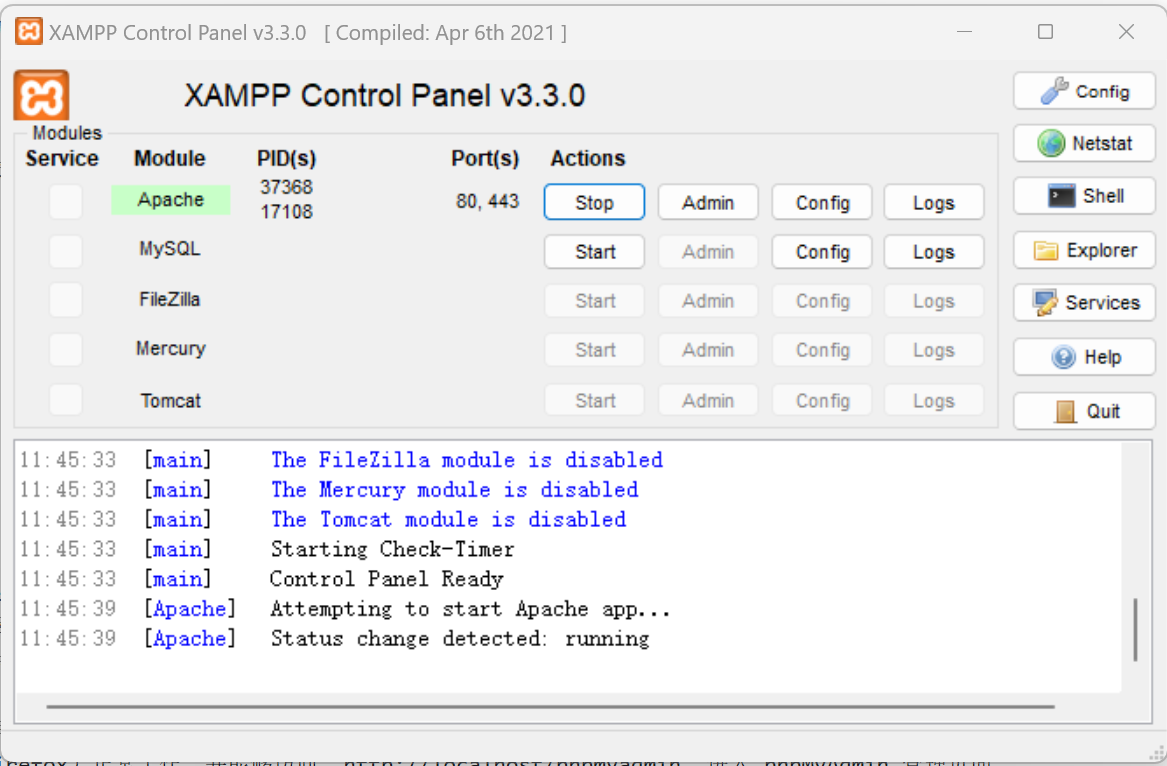 XAMPP Control Panel v3.3.0 [ Compiled: Apr 6th 2021 ]
XAMPP Control Panel v3.3.0
Config
Modules
Service Module PID(s) Port(s) Actions
Netstat
Apache 37368 17108 80, 443 Stop Admin Config Logs
Shell
MySQL Start Admin Config Logs
Explorer
FileZilla Start Admin Config Logs
Services
Mercury Start Admin Config Logs
Help
Tomcat Start Admin Config Logs
Quit
11:45:33 [main] The FileZilla module is disabled
11:45:33 [main] The Mercury module is disabled
11:45:33 [main] The Tomcat module is disabled
11:45:33 [main] Starting Check-Timer
11:45:33 [main] Control Panel Ready
11:45:39 [Apache] Attempting to start Apache app...
11:45:39 [Apache] Status change detected: running